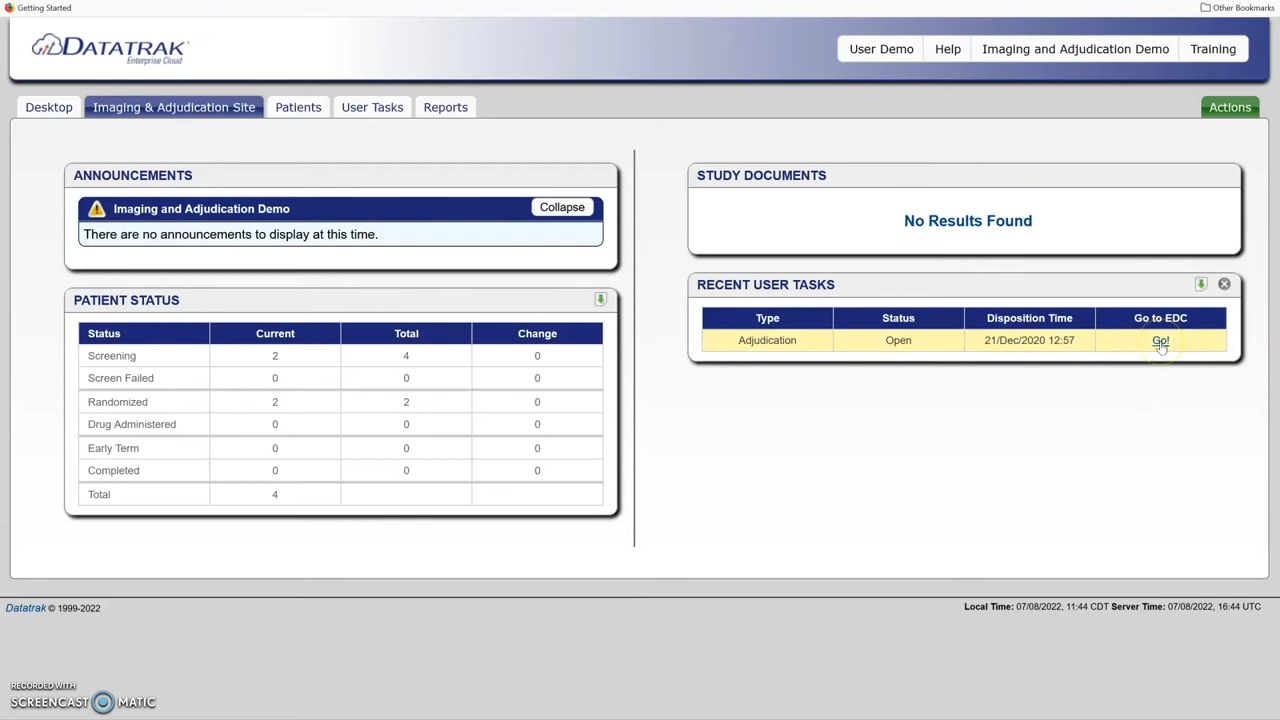 Getting Started
Other Bookmarks
DATATRAK
Enterprise Cloud
User Demo Help Imaging and Adjudication Demo Training
Desktop Imaging & Adjudication Site Patients User Tasks Reports Actions
ANNOUNCEMENTS
Imaging and Adjudication Demo Collapse
There are no announcements to display at this time.
PATIENT STATUS
Status Current Total Change
Screening 2 4 0
Screen Failed 0 0 0
Randomized 2 2 0
Drug Administered 0 0 0
Early Term 0 0 0
Completed 0 0 0
Total 4
STUDY DOCUMENTS
No Results Found
RECENT USER TASKS
Type Status Disposition Time Go to EDC
Adjudication Open 21/Dec/2020 12:57 Go!
Datatrak © 1999-2022
Local Time: 07/08/2022, 11:44 CDT Server Time: 07/08/2022, 16:44 UTC
RECORDED WITH
SCREENCAST MATIC